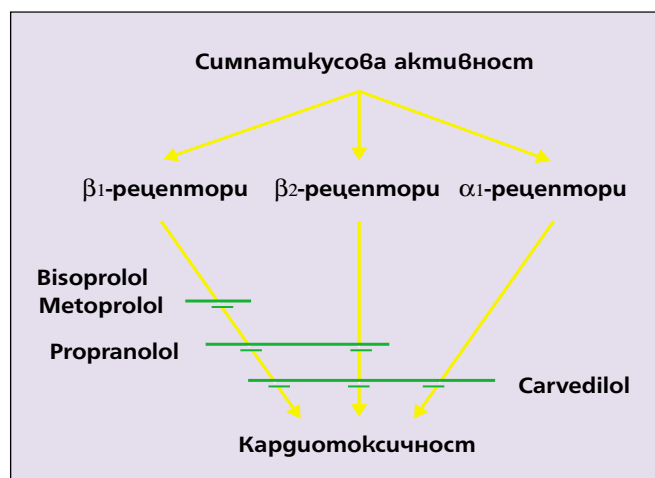 Симпатикусова активност
β1-рецептори β2-рецептори α1-рецептори
Bisoprolol
Metoprolol
Propranolol
Carvedilol
Кардиотоксичност